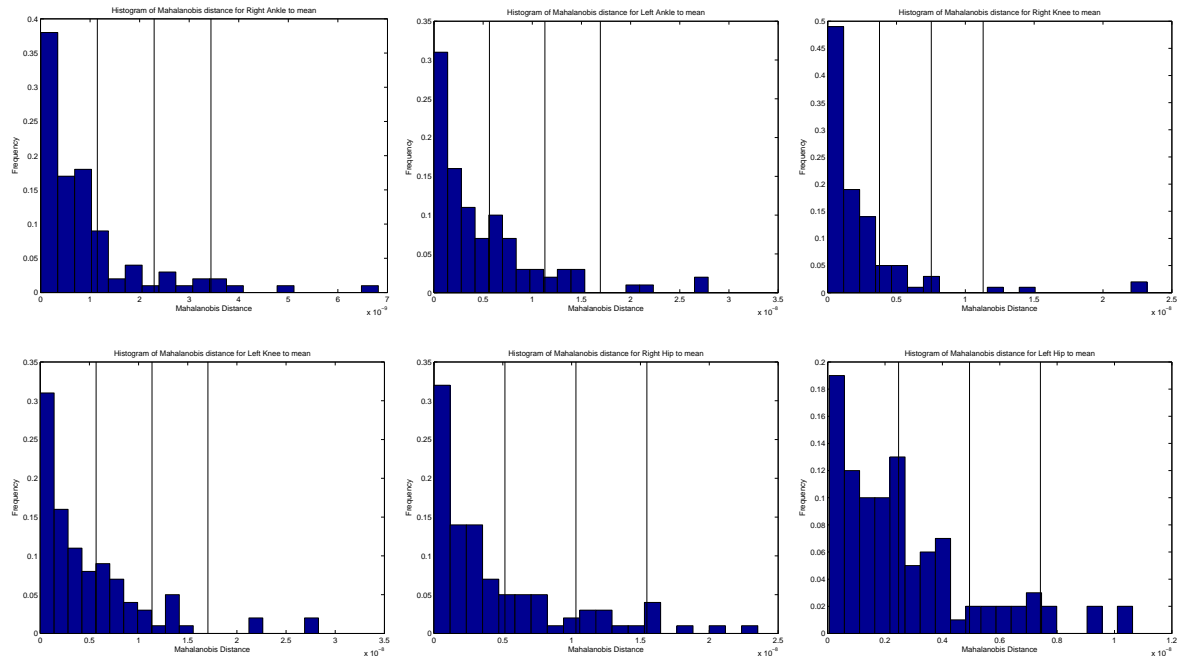 Histogram of Mahalanobis distance for Right Ankle to mean
Frequency
0.4
0.35
0.3
0.25
0.2
0.15
0.1
0.05
0
0 1 2 3 4 5 6 7
x 10⁻⁹
Mahalanobis Distance
Histogram of Mahalanobis distance for Left Ankle to mean
Frequency
0.35
0.3
0.25
0.2
0.15
0.1
0.05
0
0 0.5 1 1.5 2 2.5 3 3.5
x 10⁻⁸
Mahalanobis Distance
Histogram of Mahalanobis distance for Right Knee to mean
Frequency
0.5
0.45
0.4
0.35
0.3
0.25
0.2
0.15
0.1
0.05
0
0 0.5 1 1.5 2 2.5
x 10⁻⁸
Mahalanobis Distance
Histogram of Mahalanobis distance for Left Knee to mean
Frequency
0.35
0.3
0.25
0.2
0.15
0.1
0.05
0
0 0.5 1 1.5 2 2.5 3 3.5
x 10⁻⁸
Mahalanobis Distance
Histogram of Mahalanobis distance for Right Hip to mean
Frequency
0.35
0.3
0.25
0.2
0.15
0.1
0.05
0
0 0.5 1 1.5 2 2.5
x 10⁻⁸
Mahalanobis Distance
Histogram of Mahalanobis distance for Left Hip to mean
Frequency
0.2
0.18
0.16
0.14
0.12
0.1
0.08
0.06
0.04
0.02
0
0 0.2 0.4 0.6 0.8 1 1.2
x 10⁻⁸
Mahalanobis Distance